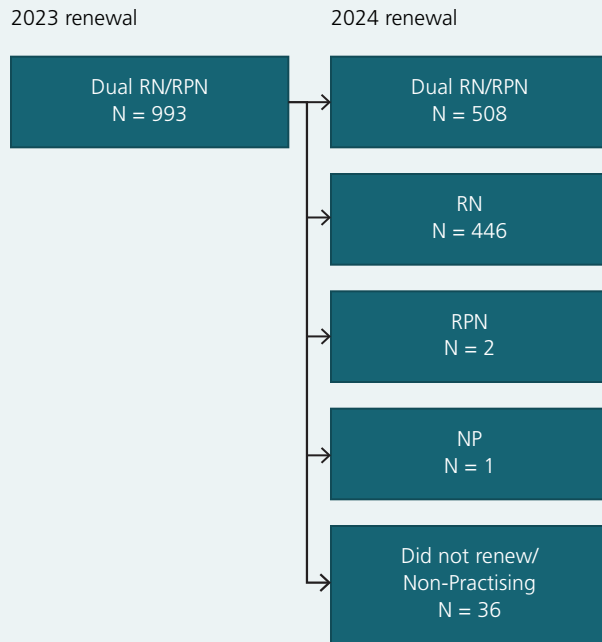 2023 renewal
2024 renewal
Dual RN/RPN
N = 993
Dual RN/RPN
N = 508
RN
N = 446
RPN
N = 2
NP
N = 1
Did not renew/
Non-Practising
N = 36